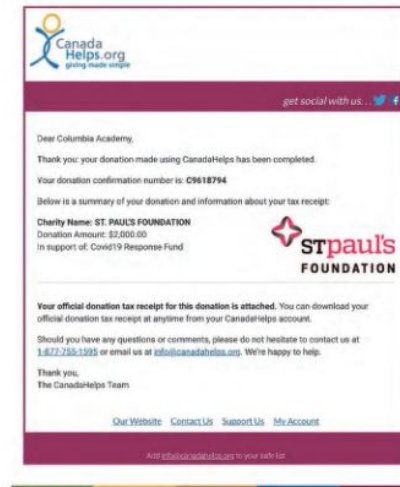 Canada
Helps.org
giving made simple
get social with us...
Dear Columbia Academy,
Thank you: your donation made using CanadaHelps has been completed.
Your donation confirmation number is: C9618794
Below is a summary of your donation and information about your tax receipt:
Charity Name: ST. PAUL'S FOUNDATION
Donation Amount: $2,000.00
In support of: Covid19 Response Fund
STpaul's
FOUNDATION
Your official donation tax receipt for this donation is attached. You can download your
official donation tax receipt at anytime from your CanadaHelps account.
Should you have any questions or comments, please do not hesitate to contact us at
1-877-755-1595 or email us at info@canadahelps.org. We're happy to help.
Thank you,
The CanadaHelps Team
Our Website Contact Us Support Us My Account
Add info@canadahelps.org to your safe list